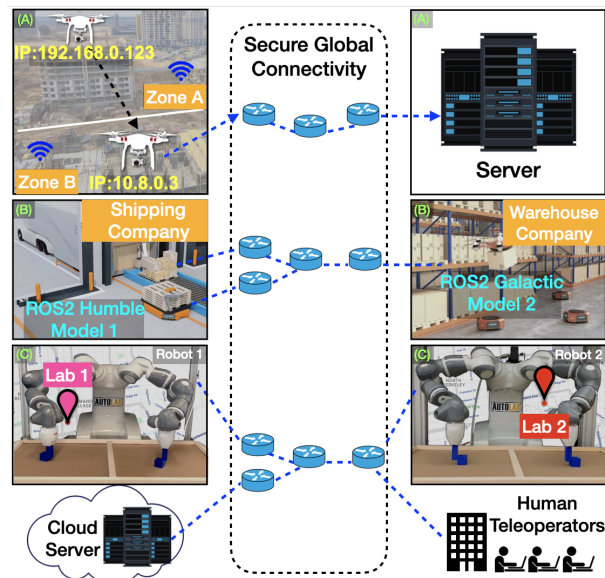 (A)
IP:192.168.0.123
Zone A
Zone B
IP:10.8.0.3
Secure Global
Connectivity
(A)
Server
(B)
Shipping
Company
ROS2 Humble
Model 1
(B)
Warehouse
Company
ROS2 Galactic
Model 2
(C)
Robot 1
Lab 1
AUTOLAB
(C)
Robot 2
NORTH
BERKELEY
AUTOLAB
Lab 2
Cloud
Server
Human
Teleoperators